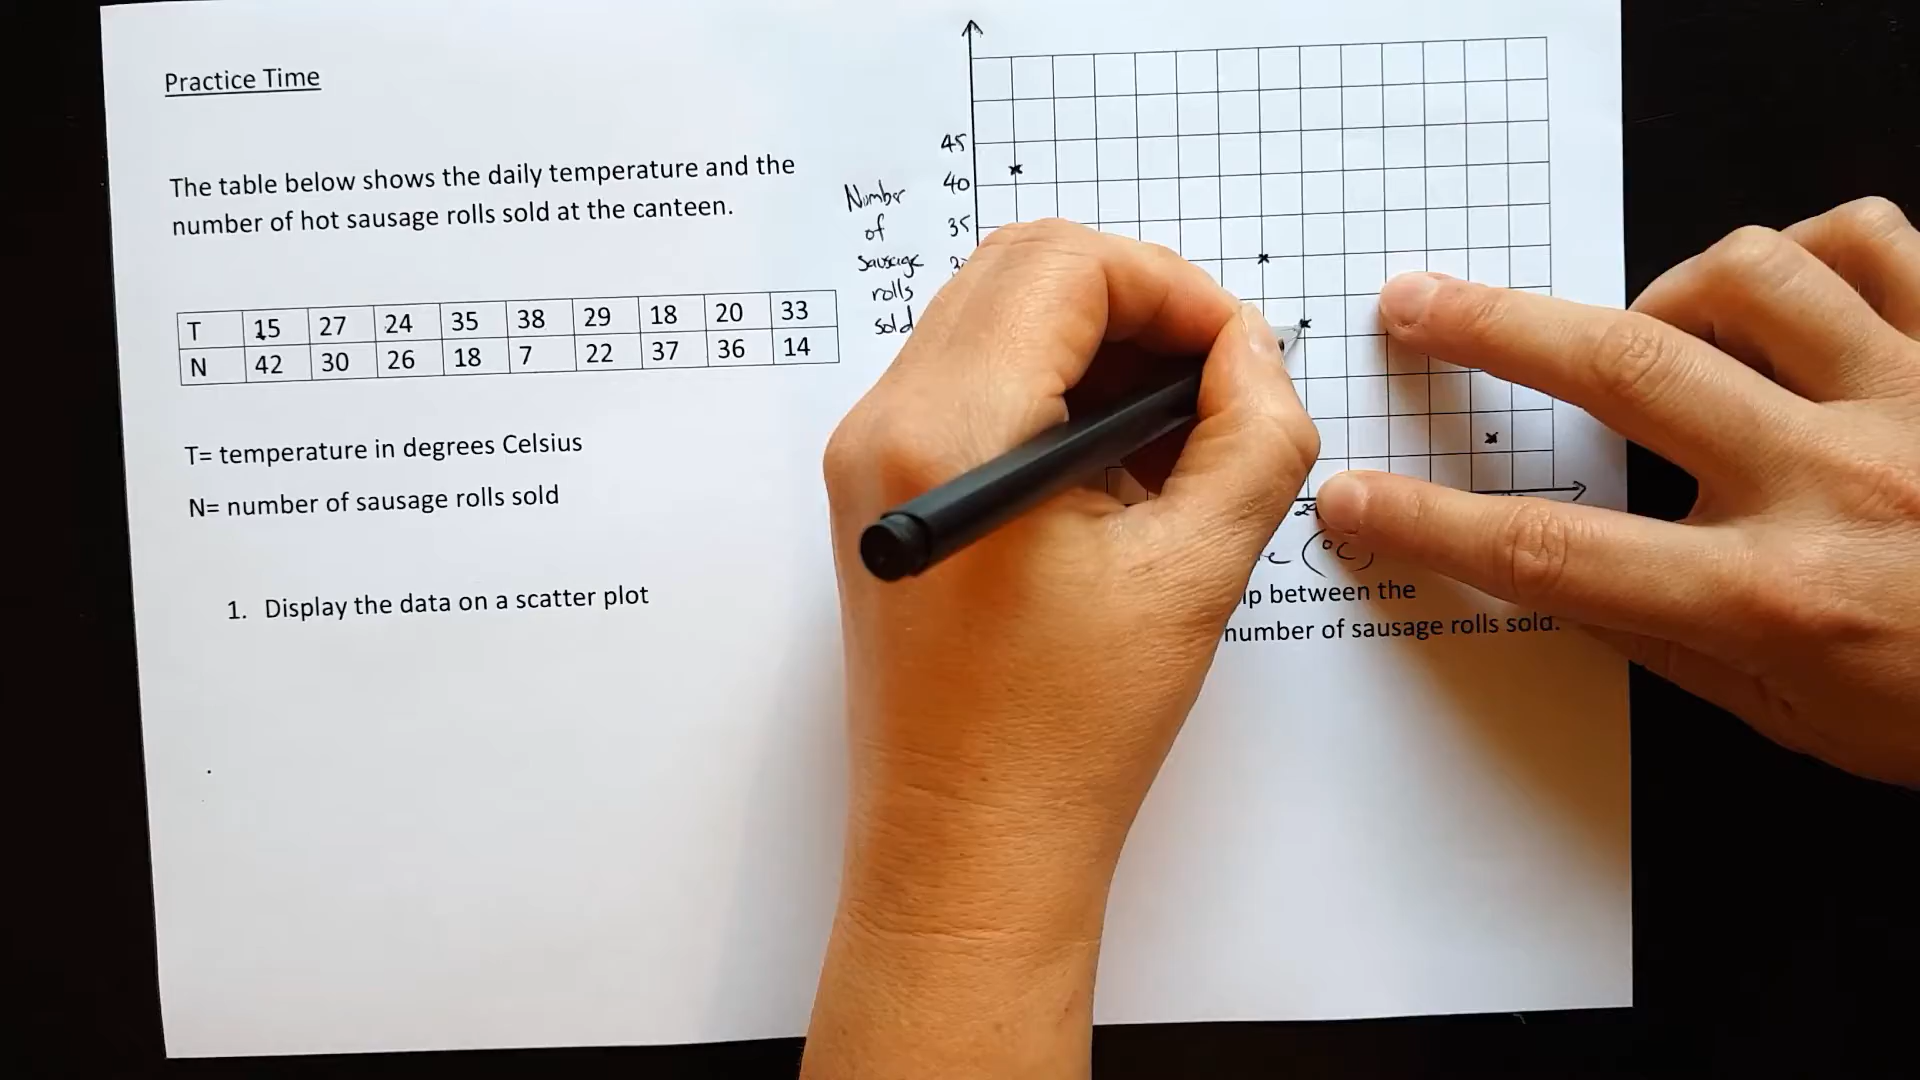 Practice Time
The table below shows the daily temperature and the
number of hot sausage rolls sold at the canteen.
T 15 27 24 35 38 29 18 20 33
N 42 30 26 18 7 22 37 36 14
T= temperature in degrees Celsius
N= number of sausage rolls sold
1. Display the data on a scatter plot
45
40
35
Number
of
sausage
rolls
sold
(°C)
between the
number of sausage rolls sold.